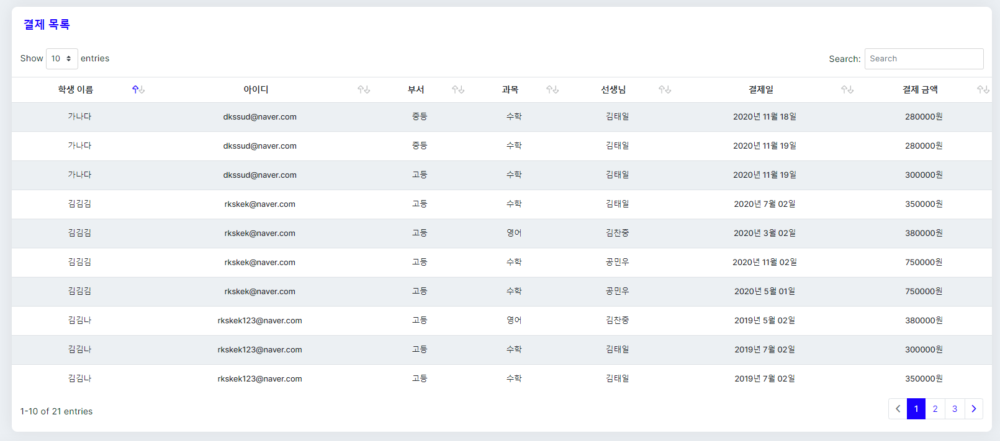 결제 목록
Show 10 entries Search: Search
학생 이름 아이디 부서 과목 선생님 결제일 결제 금액
가나다 dkssud@naver.com 중등 수학 김태일 2020년 11월 18일 280000원
가나다 dkssud@naver.com 중등 수학 김태일 2020년 11월 19일 280000원
가나다 dkssud@naver.com 고등 수학 김태일 2020년 11월 19일 300000원
김김김 rkskek@naver.com 고등 수학 김태일 2020년 7월 02일 350000원
김김김 rkskek@naver.com 고등 영어 김찬중 2020년 3월 02일 380000원
김김김 rkskek@naver.com 고등 수학 공민우 2020년 11월 02일 750000원
김김김 rkskek@naver.com 고등 수학 공민우 2020년 5월 01일 750000원
김김나 rkskek123@naver.com 고등 영어 김찬중 2019년 5월 02일 380000원
김김나 rkskek123@naver.com 고등 수학 김태일 2019년 7월 02일 300000원
김김나 rkskek123@naver.com 고등 수학 김태일 2019년 7월 02일 350000원
1-10 of 21 entries 1 2 3